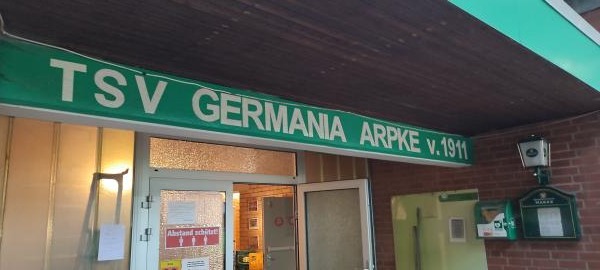 TSV GERMANIA ARPKE v. 1911
Abstand schützt!